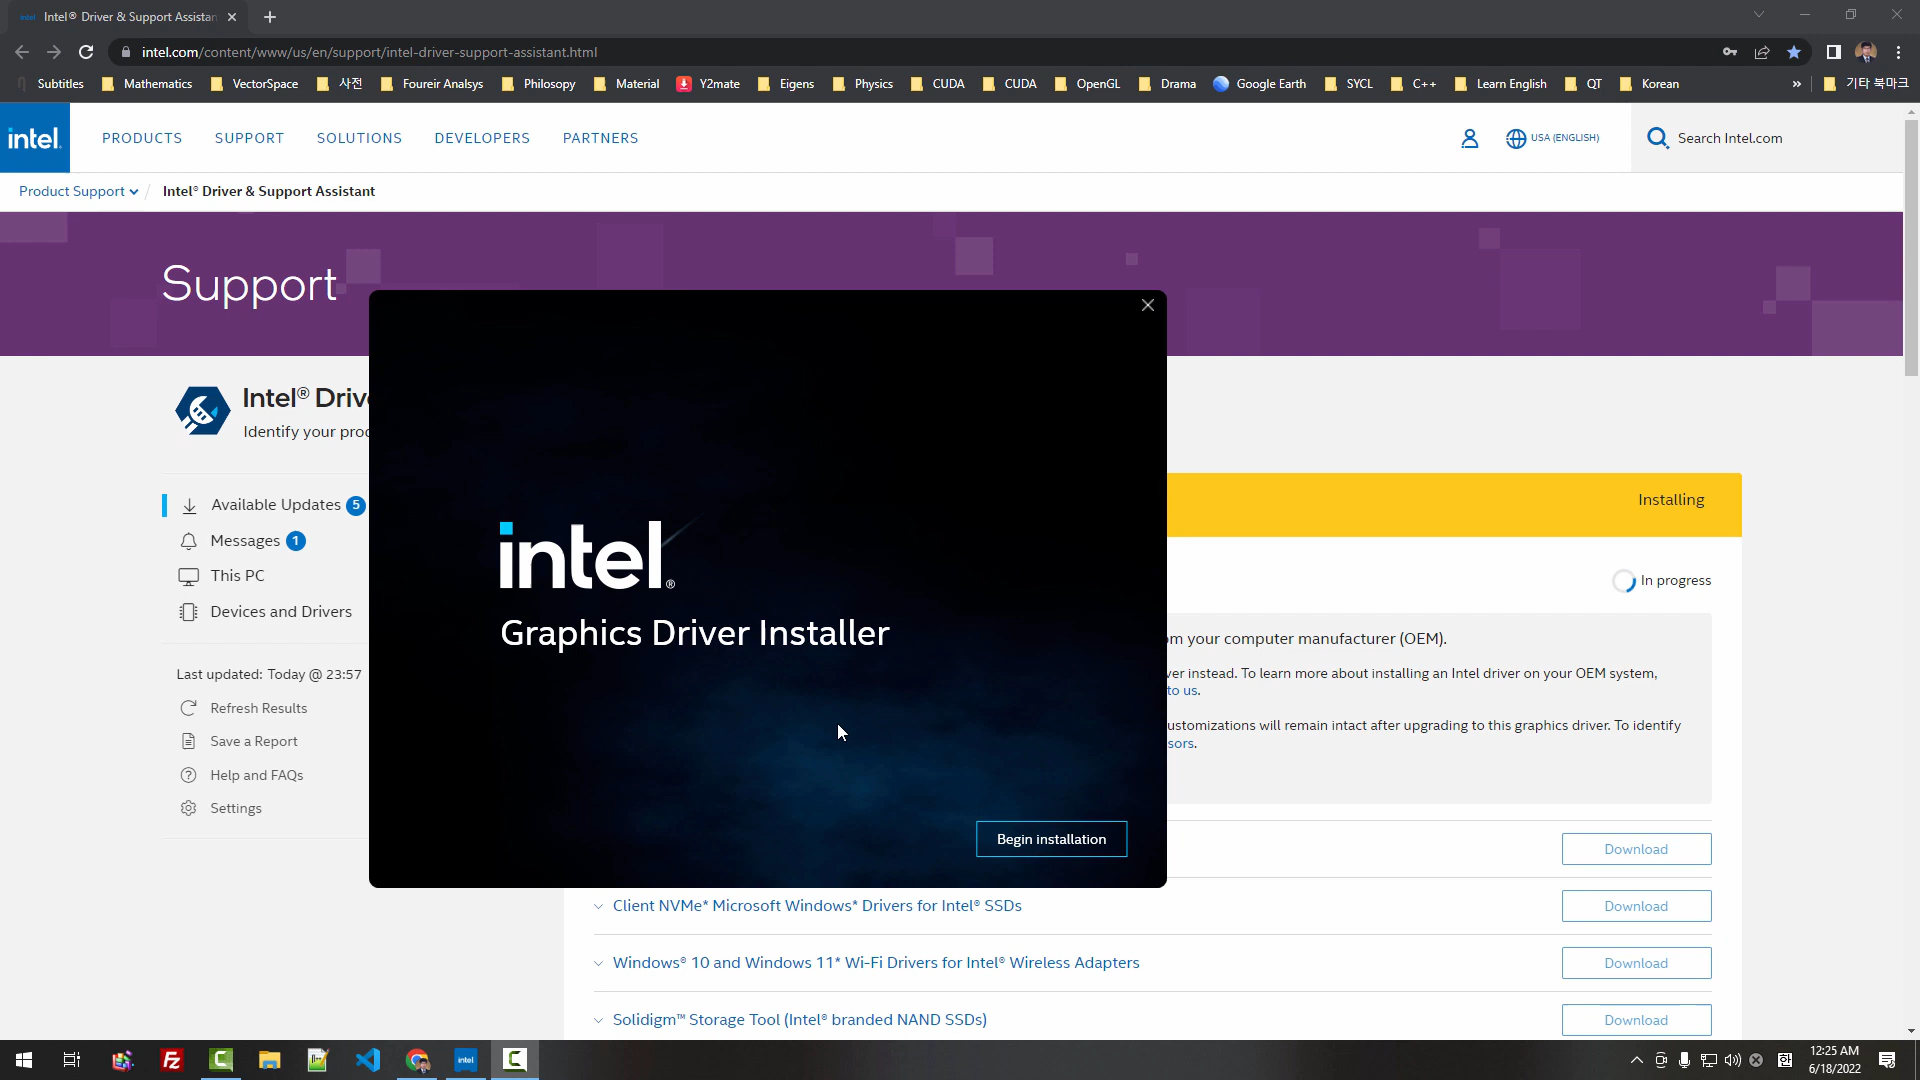 Intel® Driver & Support Assistan
intel.com/content/www/us/en/support/intel-driver-support-assistant.html
Subtitles
Mathematics
VectorSpace
사전
Foureir Analsys
Philosopy
Material
Y2mate
Eigens
Physics
CUDA
CUDA
OpenGL
Drama
Google Earth
SYCL
C++
Learn English
QT
Korean
»
기타 북마크
intel.
PRODUCTS
SUPPORT
SOLUTIONS
DEVELOPERS
PARTNERS
USA (ENGLISH)
Search Intel.com
Product Support
/
Intel® Driver & Support Assistant
Support
Intel® Drive
Identify your prod
Available Updates 5
Messages 1
This PC
Devices and Drivers
Last updated: Today @ 23:57
Refresh Results
Save a Report
Help and FAQs
Settings
intel®
Graphics Driver Installer
Begin installation
Installing
In progress
om your computer manufacturer (OEM).
ver instead. To learn more about installing an Intel driver on your OEM system,
to us.
ustomizations will remain intact after upgrading to this graphics driver. To identify
sors.
Download
Client NVMe* Microsoft Windows* Drivers for Intel® SSDs
Download
Windows® 10 and Windows 11* Wi-Fi Drivers for Intel® Wireless Adapters
Download
Solidigm™ Storage Tool (Intel® branded NAND SSDs)
Download
intel
12:25 AM
6/18/2022